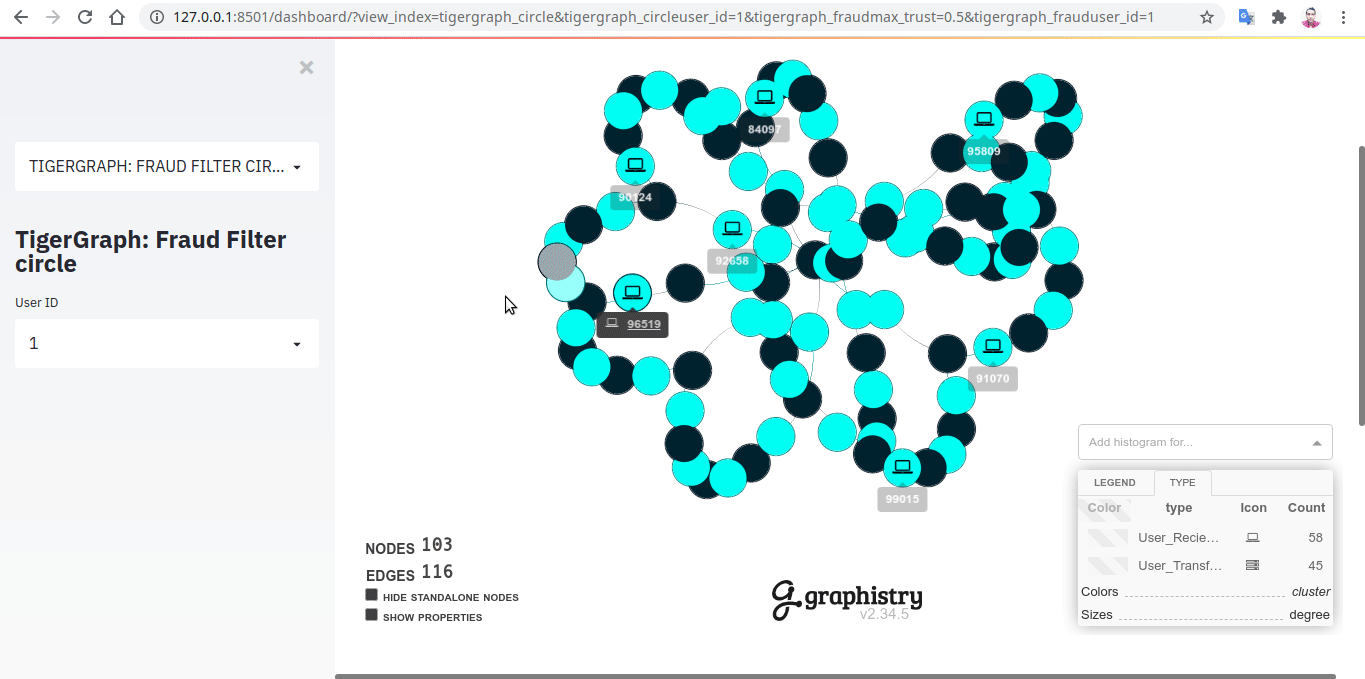 127.0.0.1:8501/dashboard/?view_index=tigergraph_circle&tigergraph_circleuser_id=1&tigergraph_fraudmax_trust=0.5&tigergraph_frauduser_id=1
TIGERGRAPH: FRAUD FILTER CIR...
TigerGraph: Fraud Filter
circle
User ID
1
84097
95809
90124
92658
96519
91070
99015
NODES 103
EDGES 116
HIDE STANDALONE NODES
SHOW PROPERTIES
graphistry
v2.34.5
Add histogram for...
LEGEND TYPE
Color type Icon Count
User_Recie... 58
User_Transf... 45
Colors cluster
Sizes degree